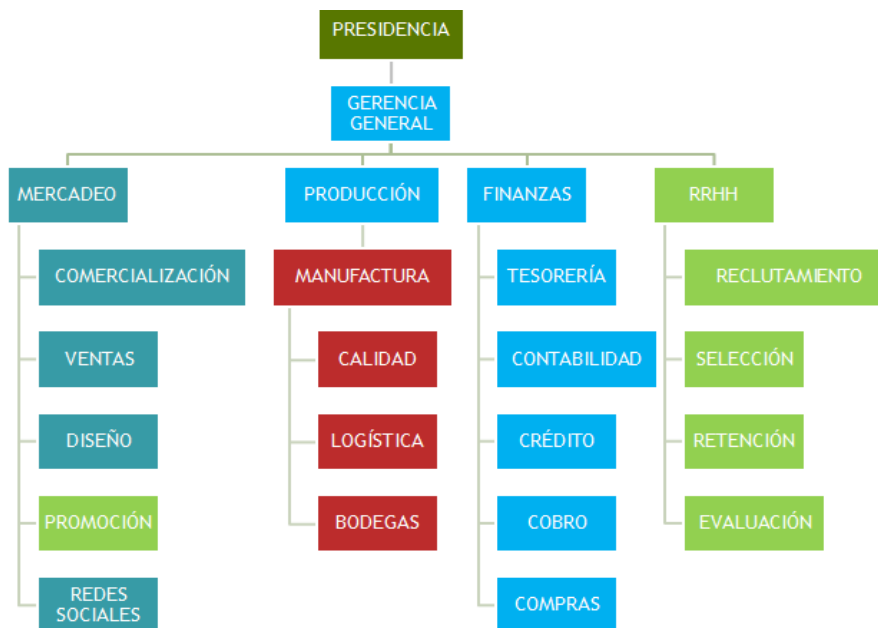 PRESIDENCIA
GERENCIA
GENERAL
MERCADEO
PRODUCCIÓN
FINANZAS
RRHH
COMERCIALIZACIÓN
MANUFACTURA
TESORERÍA
RECLUTAMIENTO
VENTAS
CALIDAD
CONTABILIDAD
SELECCIÓN
DISEÑO
LOGÍSTICA
CRÉDITO
RETENCIÓN
PROMOCIÓN
BODEGAS
COBRO
EVALUACIÓN
REDES
SOCIALES
COMPRAS